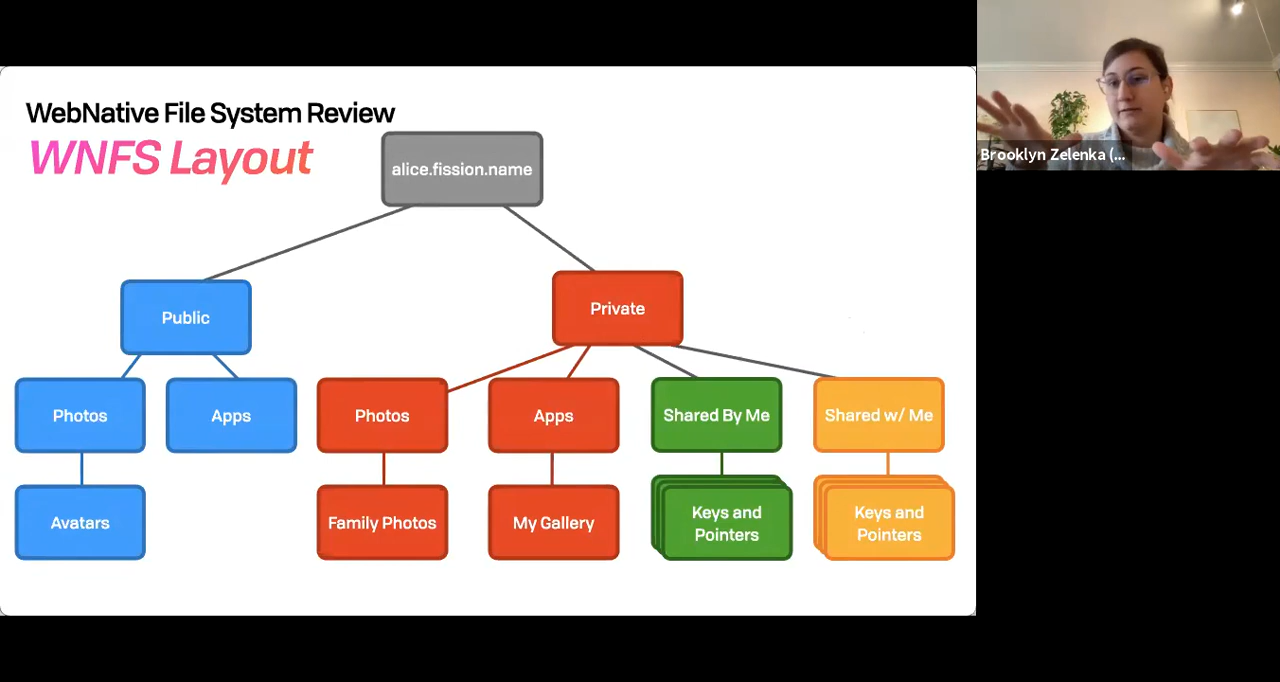 WebNative File System Review
WNFS Layout
alice.fission.name
Brooklyn Zelenka (...
Public
Private
Photos
Apps
Photos
Apps
Shared By Me
Shared w/ Me
Avatars
Family Photos
My Gallery
Keys and
Pointers
Keys and
Pointers